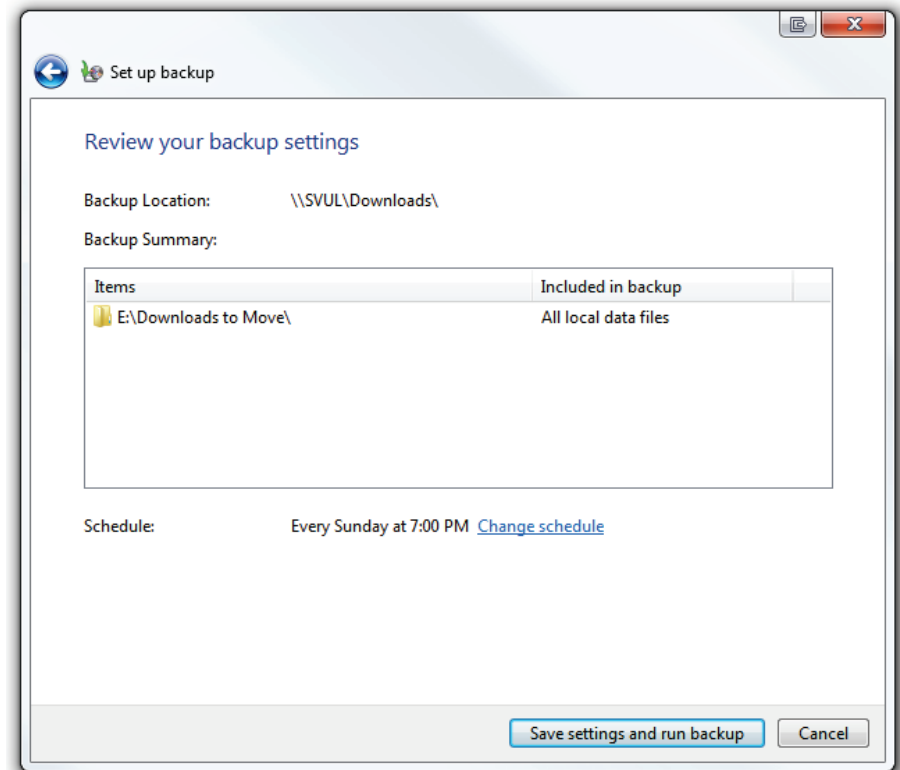 Set up backup
Review your backup settings
Backup Location: \\SVUL\Downloads\
Backup Summary:
Items Included in backup
E:\Downloads to Move\ All local data files
Schedule: Every Sunday at 7:00 PM Change schedule
Save settings and run backup Cancel